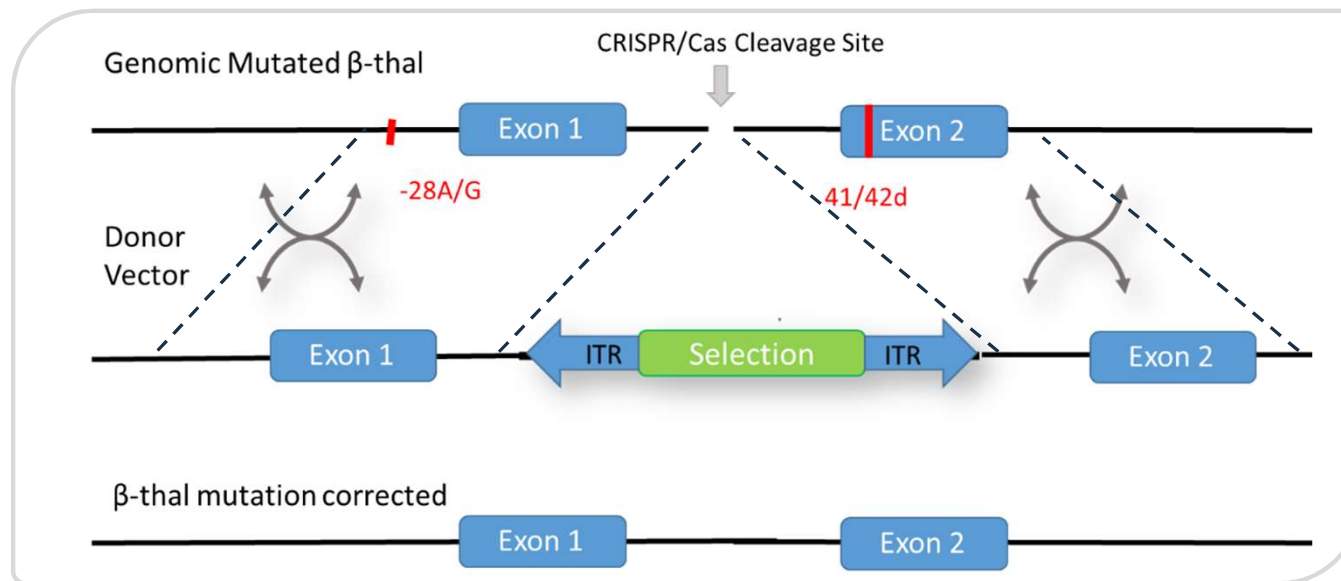 CRISPR/Cas Cleavage Site
Genomic Mutated β-thal
Exon 1
Exon 2
-28A/G
41/42d
Donor
Vector
Exon 1
ITR
Selection
ITR
Exon 2
β-thal mutation corrected
Exon 1
Exon 2